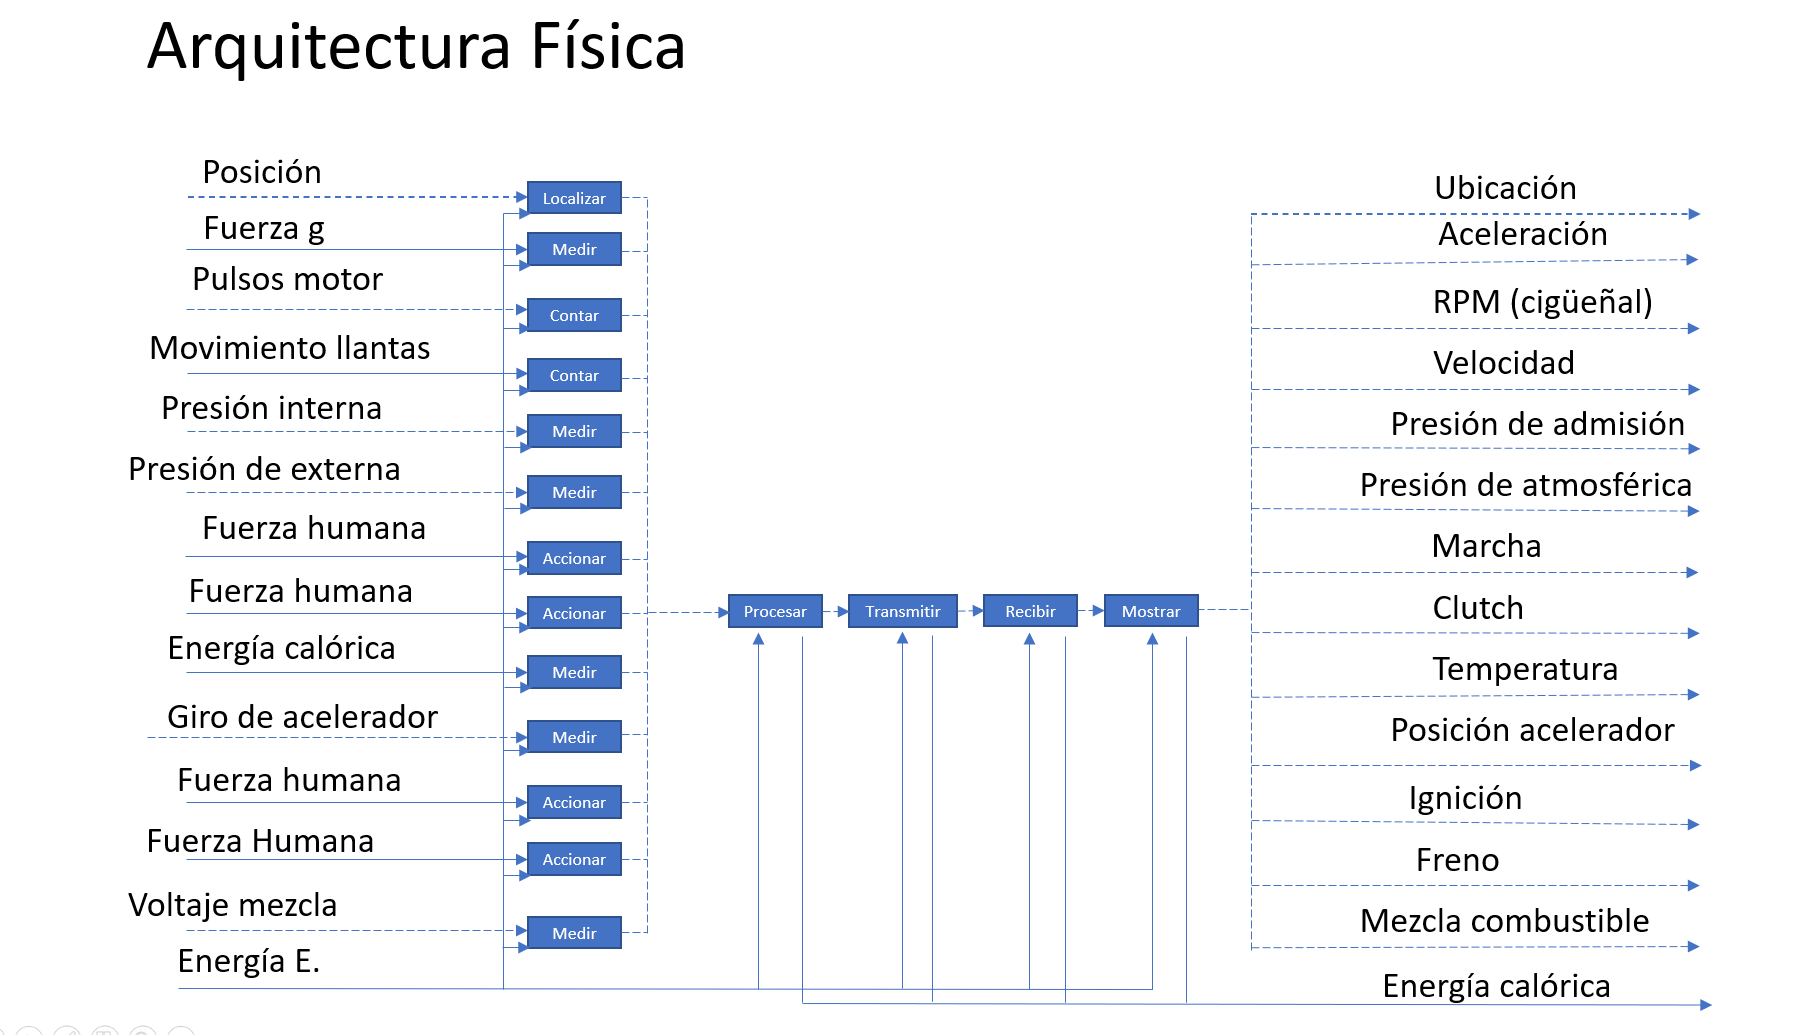 Arquitectura Física
Posición
Fuerza g
Pulsos motor
Movimiento llantas
Presión interna
Presión de externa
Fuerza humana
Fuerza humana
Energía calórica
Giro de acelerador
Fuerza humana
Fuerza Humana
Voltaje mezcla
Energía E.
Localizar
Medir
Contar
Contar
Medir
Medir
Accionar
Accionar
Medir
Medir
Accionar
Accionar
Medir
Procesar
Transmitir
Recibir
Mostrar
Ubicación
Aceleración
RPM (cigüeñal)
Velocidad
Presión de admisión
Presión de atmosférica
Marcha
Clutch
Temperatura
Posición acelerador
Ignición
Freno
Mezcla combustible
Energía calórica